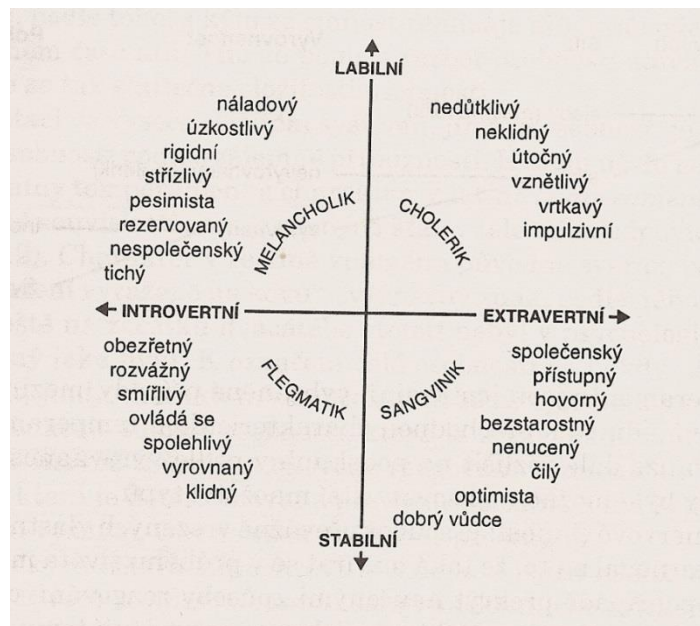 LABILNÍ
náladový
úzkostlivý
rigidní
střízlivý
pesimista
rezervovaný
nespolečenský
tichý
MELANCHOLIK
nedůtklivý
neklidný
útočný
vznětlivý
vrtkavý
impulzivní
CHOLERIK
INTROVERTNÍ
EXTRAVERTNÍ
obezřetný
rozvážný
smířlivý
ovládá se
spolehlivý
vyrovnaný
klidný
FLEGMATIK
společenský
přístupný
hovorný
bezstarostný
nenucený
čilý
optimista
dobrý vůdce
SANGVINIK
STABILNÍ